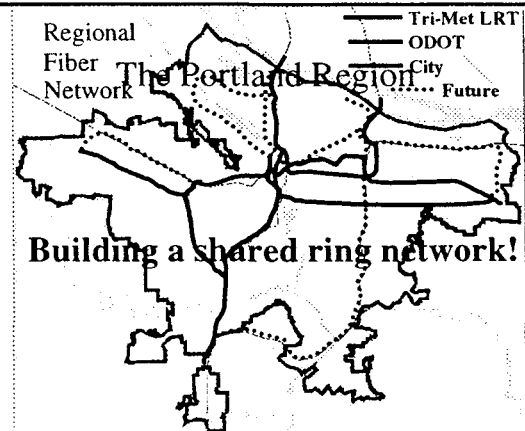 Regional
Fiber
Network
The Portland Region
Tri-Met LRT
ODOT
City
Future
Building a shared ring network!